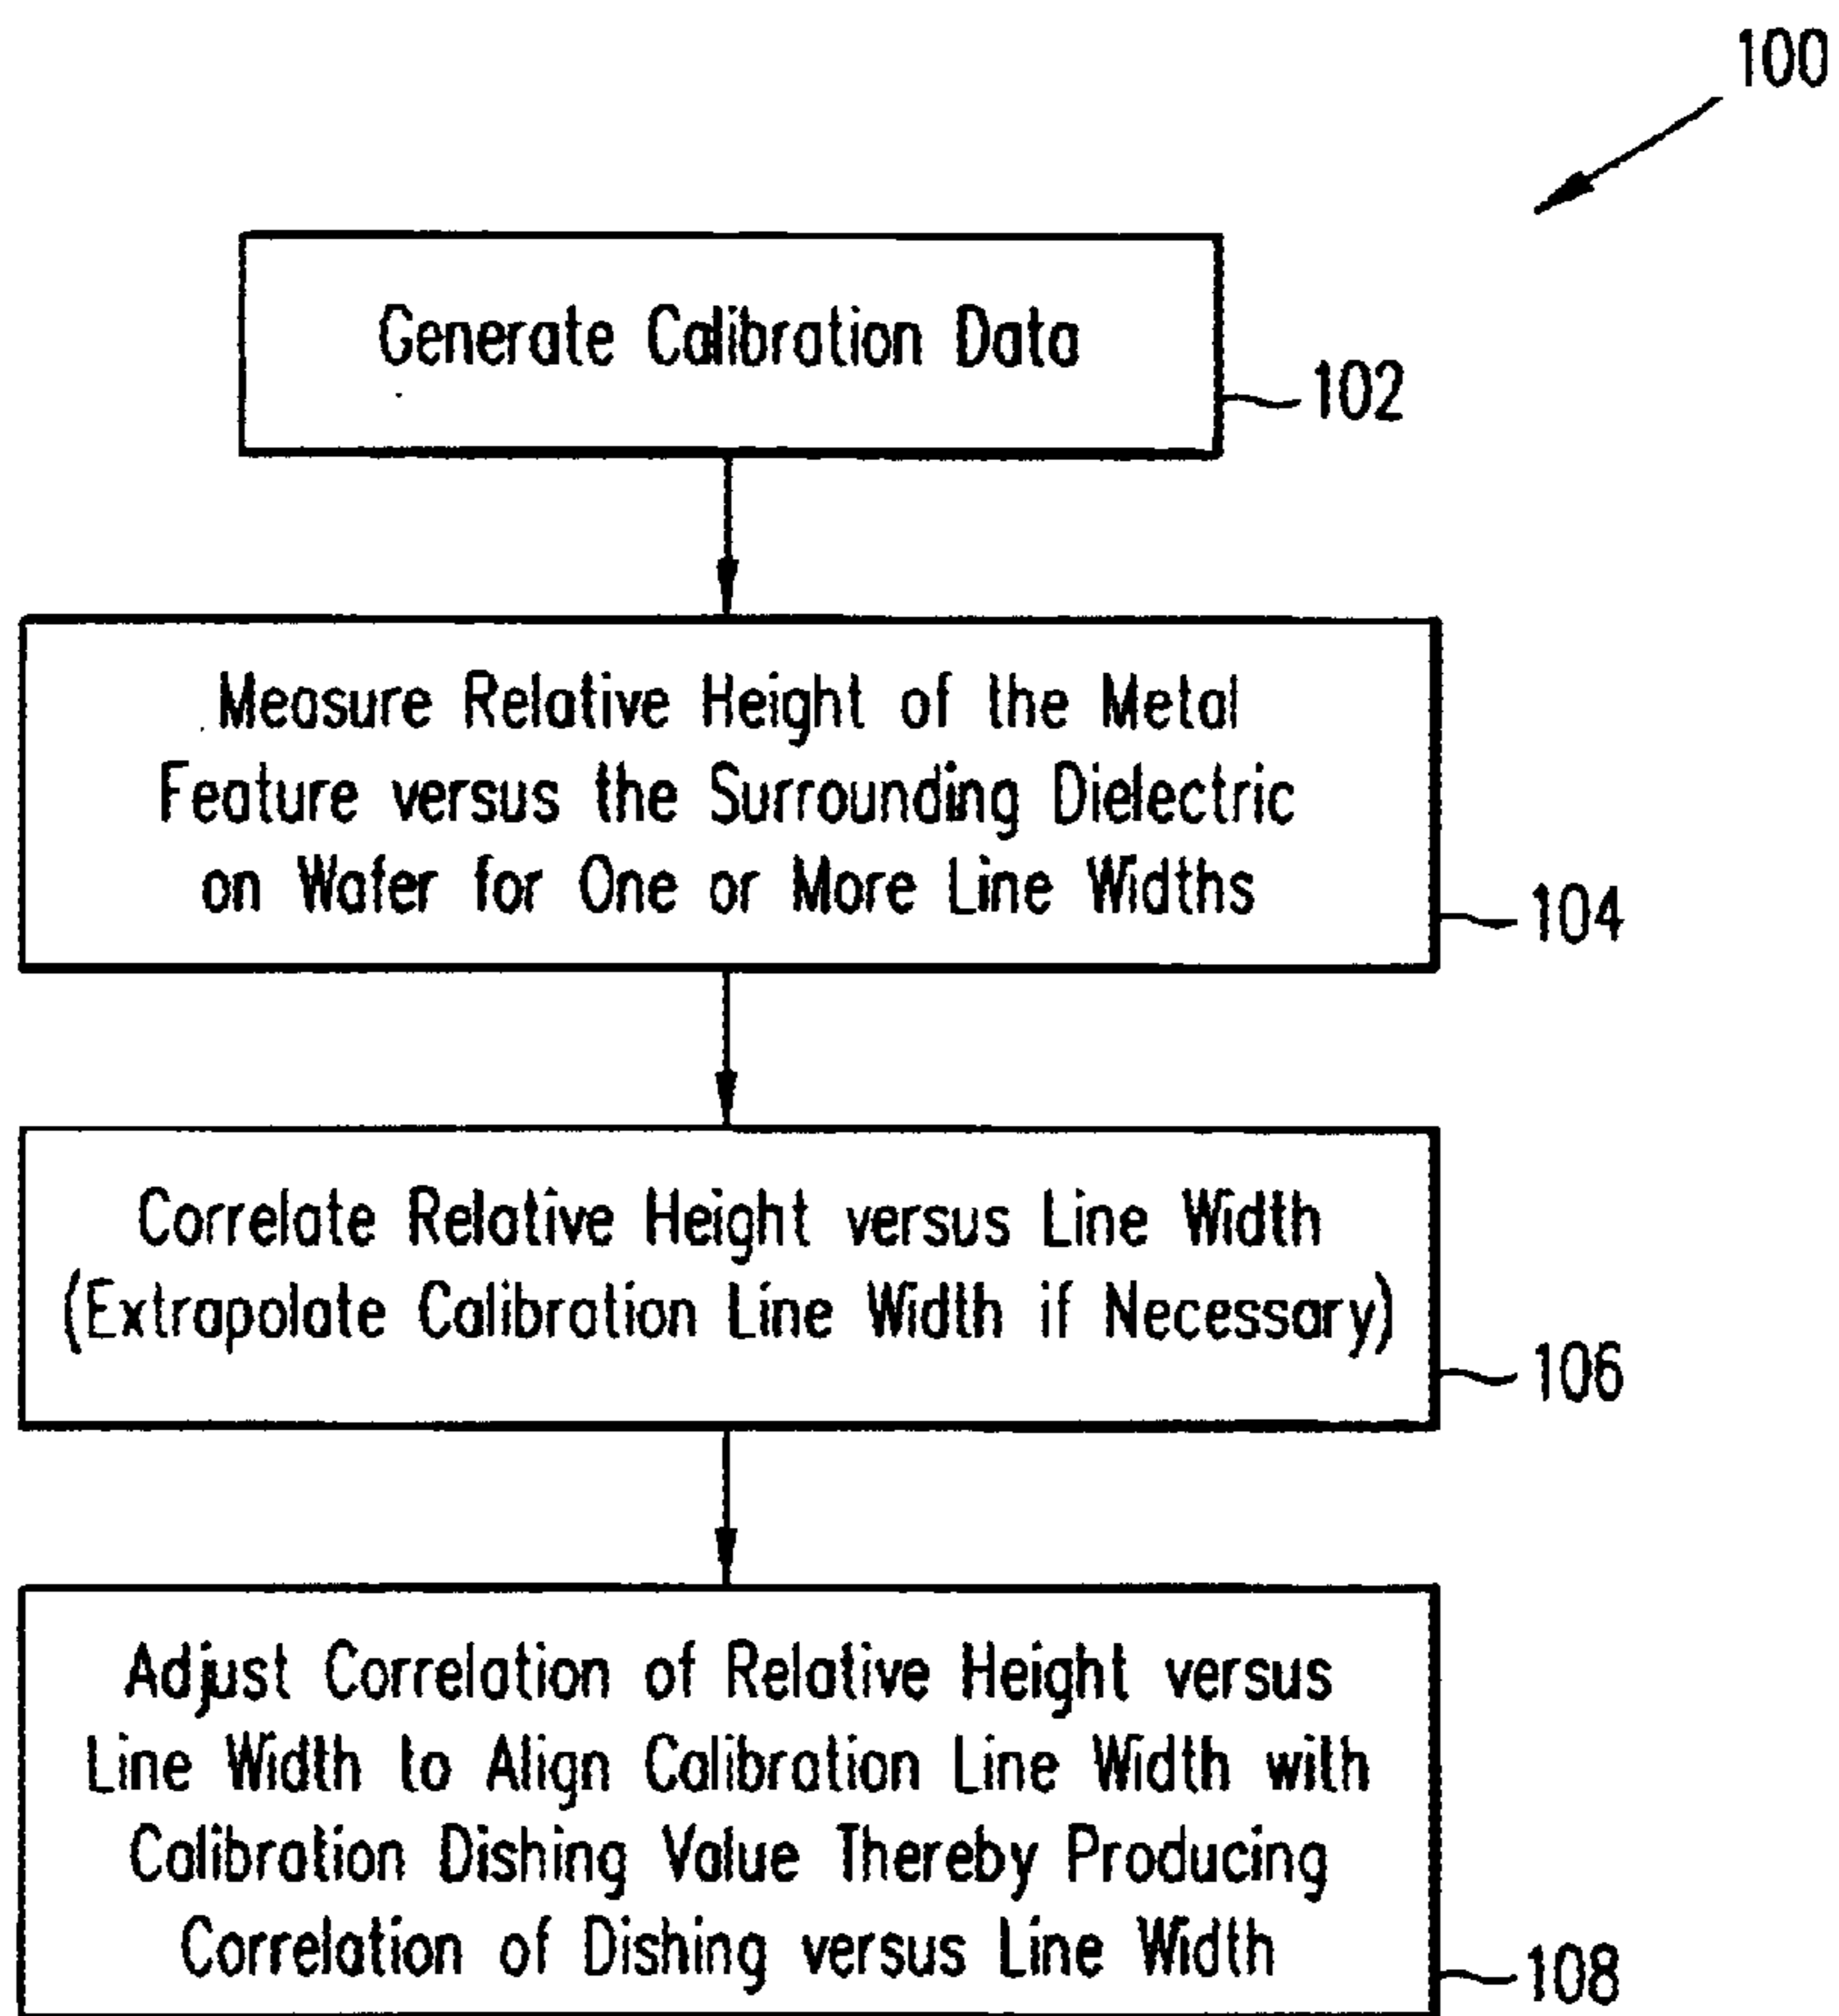 100
Generate Calibration Data
102
Measure Relative Height of the Metal
Feature versus the Surrounding Dielectric
on Wafer for One or More Line Widths
104
Correlate Relative Height versus Line Width
(Extrapolate Calibration Line Width if Necessary)
106
Adjust Correlation of Relative Height versus
Line Width to Align Calibration Line Width with
Calibration Dishing Value Thereby Producing
Correlation of Dishing versus Line Width
108